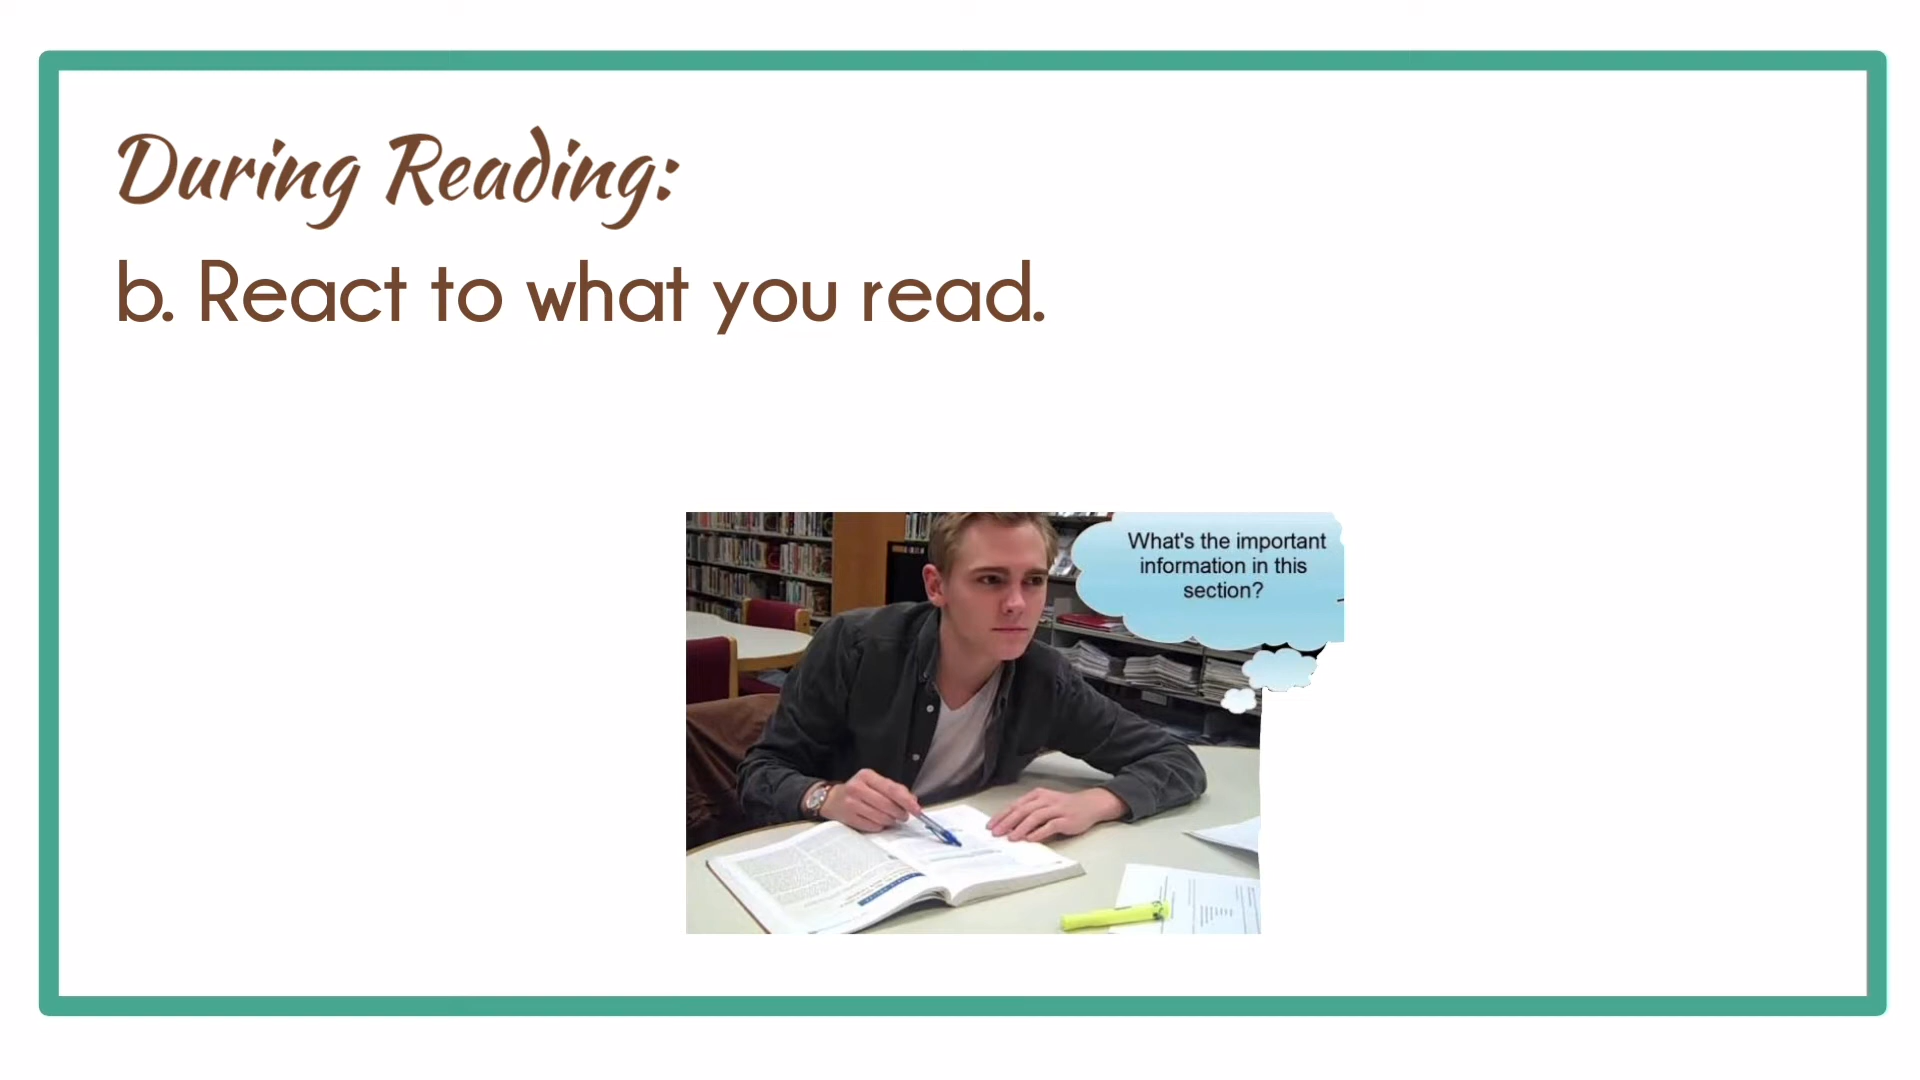 During Reading:
b. React to what you read.
What's the important
information in this
section?